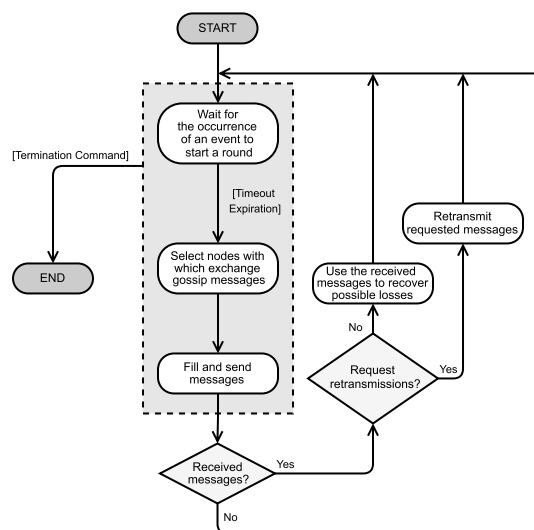 START
Wait for
the occurrence
of an event to
start a round
[Termination Command]
[Timeout
Expiration]
Retransmit
requested messages
END
Select nodes with
which exchange
gossip messages
Use the received
messages to recover
possible losses
No
Fill and send
messages
Request
retransmissions?
Yes
Received
messages?
Yes
No